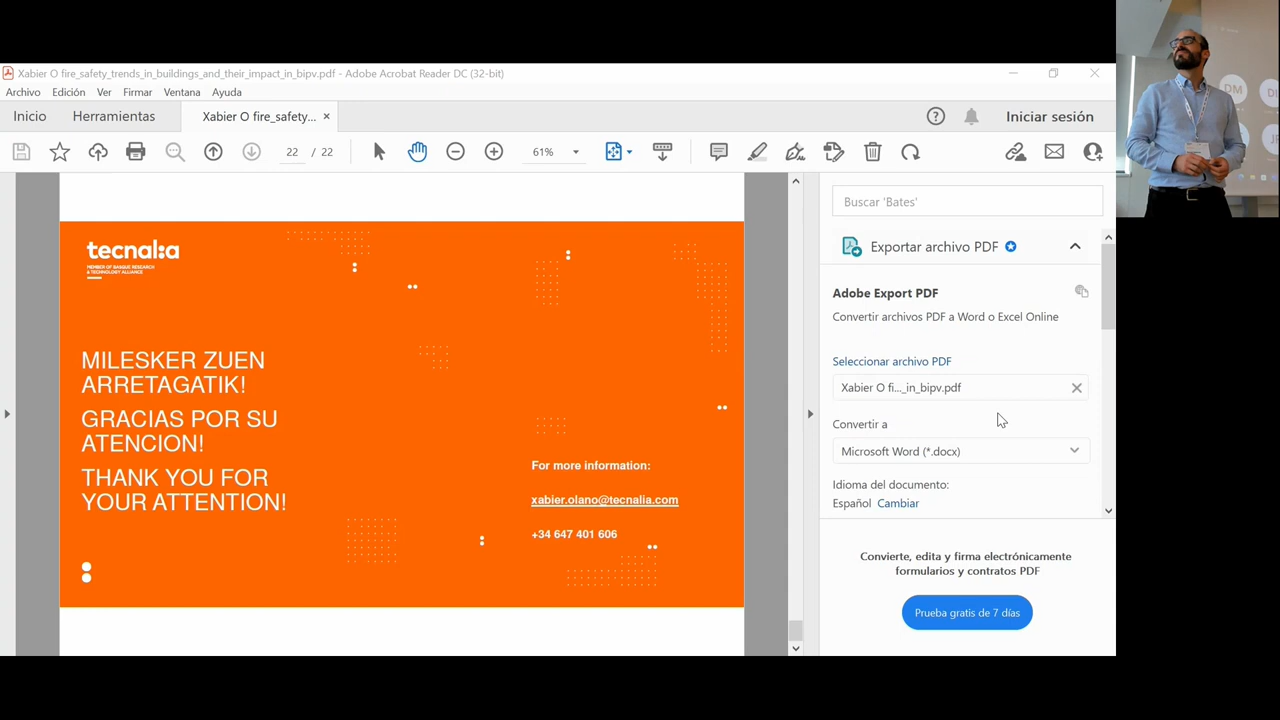 Xabier O fire_safety_trends_in_buildings_and_their_impact_in_bipv.pdf - Adobe Acrobat Reader DC (32-bit)
Archivo Edición Ver Firmar Ventana Ayuda
Inicio Herramientas Xabier O fire_safety... × Iniciar sesión
22 / 22 61%
tecnalia
MEMBER OF BASQUE RESEARCH
& TECHNOLOGY ALLIANCE
MILESKER ZUEN
ARRETAGATIK!
GRACIAS POR SU
ATENCION!
THANK YOU FOR
YOUR ATTENTION!
For more information:
xabier.olano@tecnalia.com
+34 647 401 606
Buscar 'Bates'
Exportar archivo PDF
Adobe Export PDF
Convertir archivos PDF a Word o Excel Online
Seleccionar archivo PDF
Xabier O fi..._in_bipv.pdf
Convertir a
Microsoft Word (*.docx)
Idioma del documento:
Español Cambiar
Convierte, edita y firma electrónicamente
formularios y contratos PDF
Prueba gratis de 7 días
DM